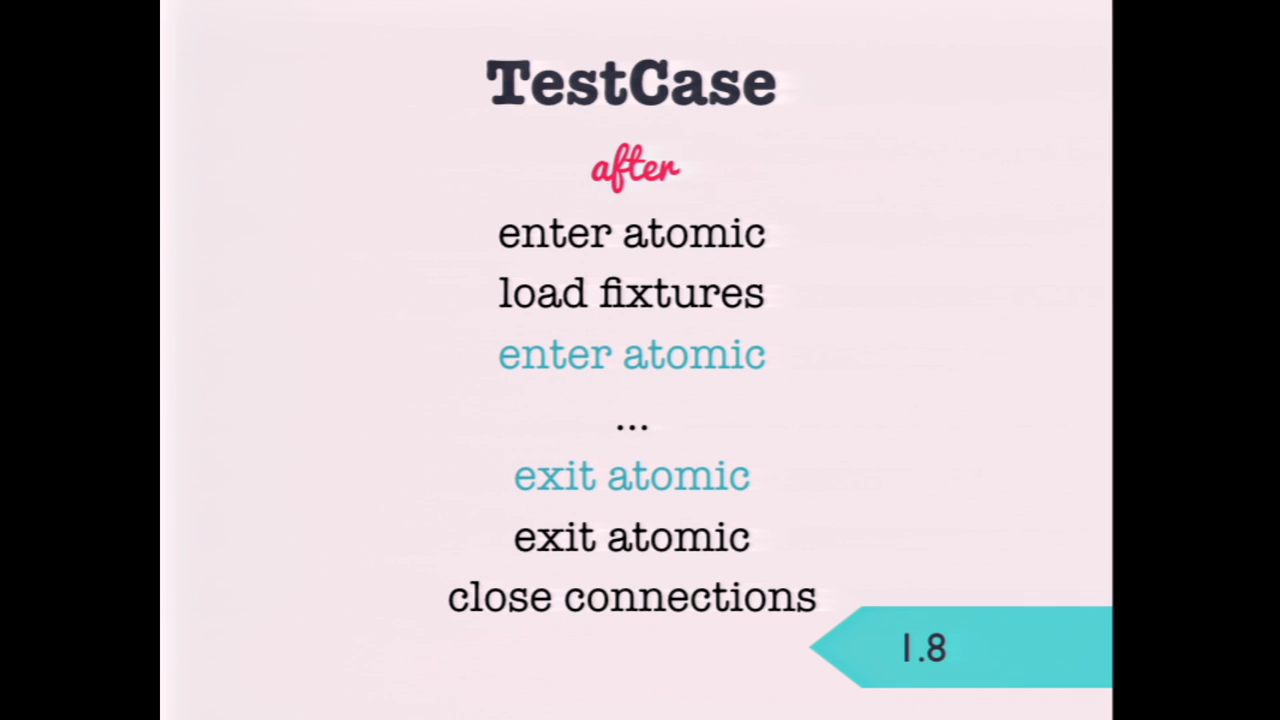 TestCase
after
enter atomic
load fixtures
enter atomic
...
exit atomic
exit atomic
close connections
1.8